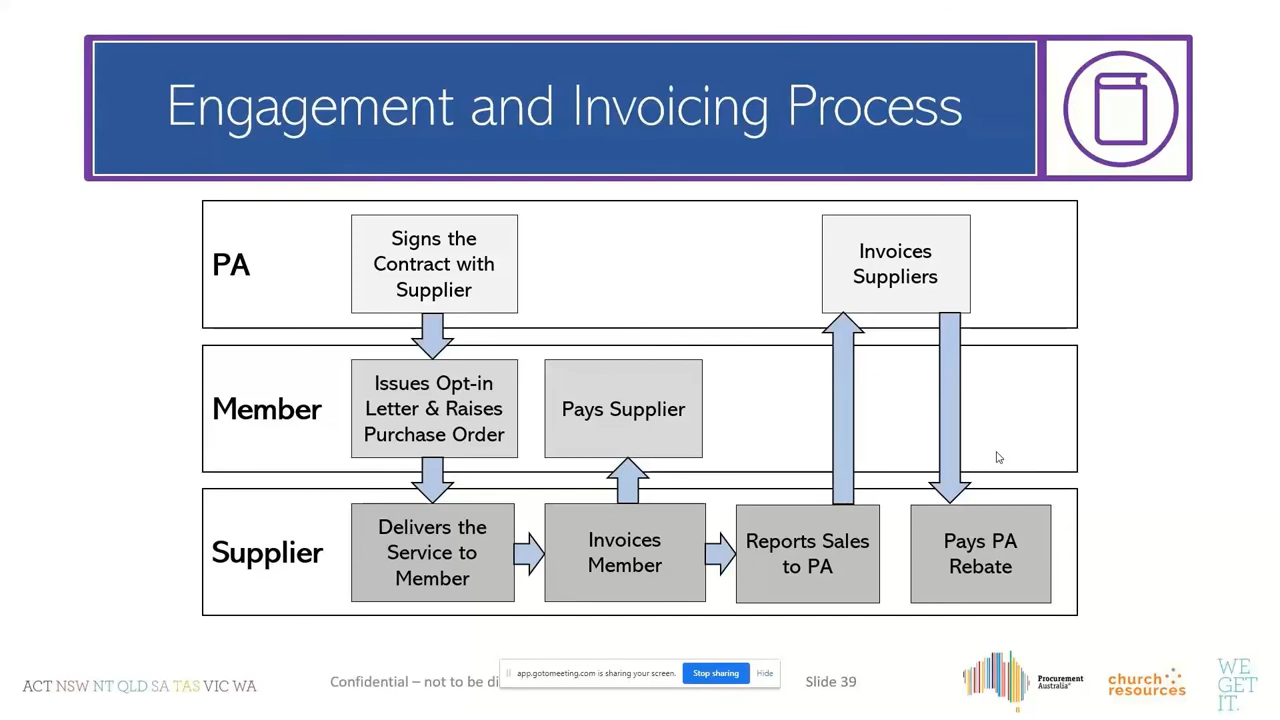 Engagement and Invoicing Process
PA
Signs the
Contract with
Supplier
Invoices
Suppliers
Member
Issues Opt-in
Letter & Raises
Purchase Order
Pays Supplier
Supplier
Delivers the
Service to
Member
Invoices
Member
Reports Sales
to PA
Pays PA
Rebate
ACT NSW NT QLD SA TAS VIC WA
Confidential – not to be di
app.gotomeeting.com is sharing your screen.
Stop sharing
Hide
Slide 39
Procurement
Australia
church
resources
WE
GET
IT.